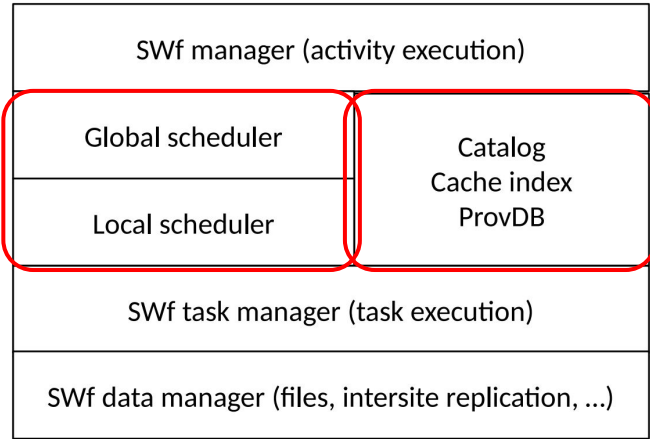 SWf manager (activity execution)
Global scheduler
Local scheduler
Catalog
Cache index
ProvDB
SWf task manager (task execution)
SWf data manager (files, intersite replication, ...)